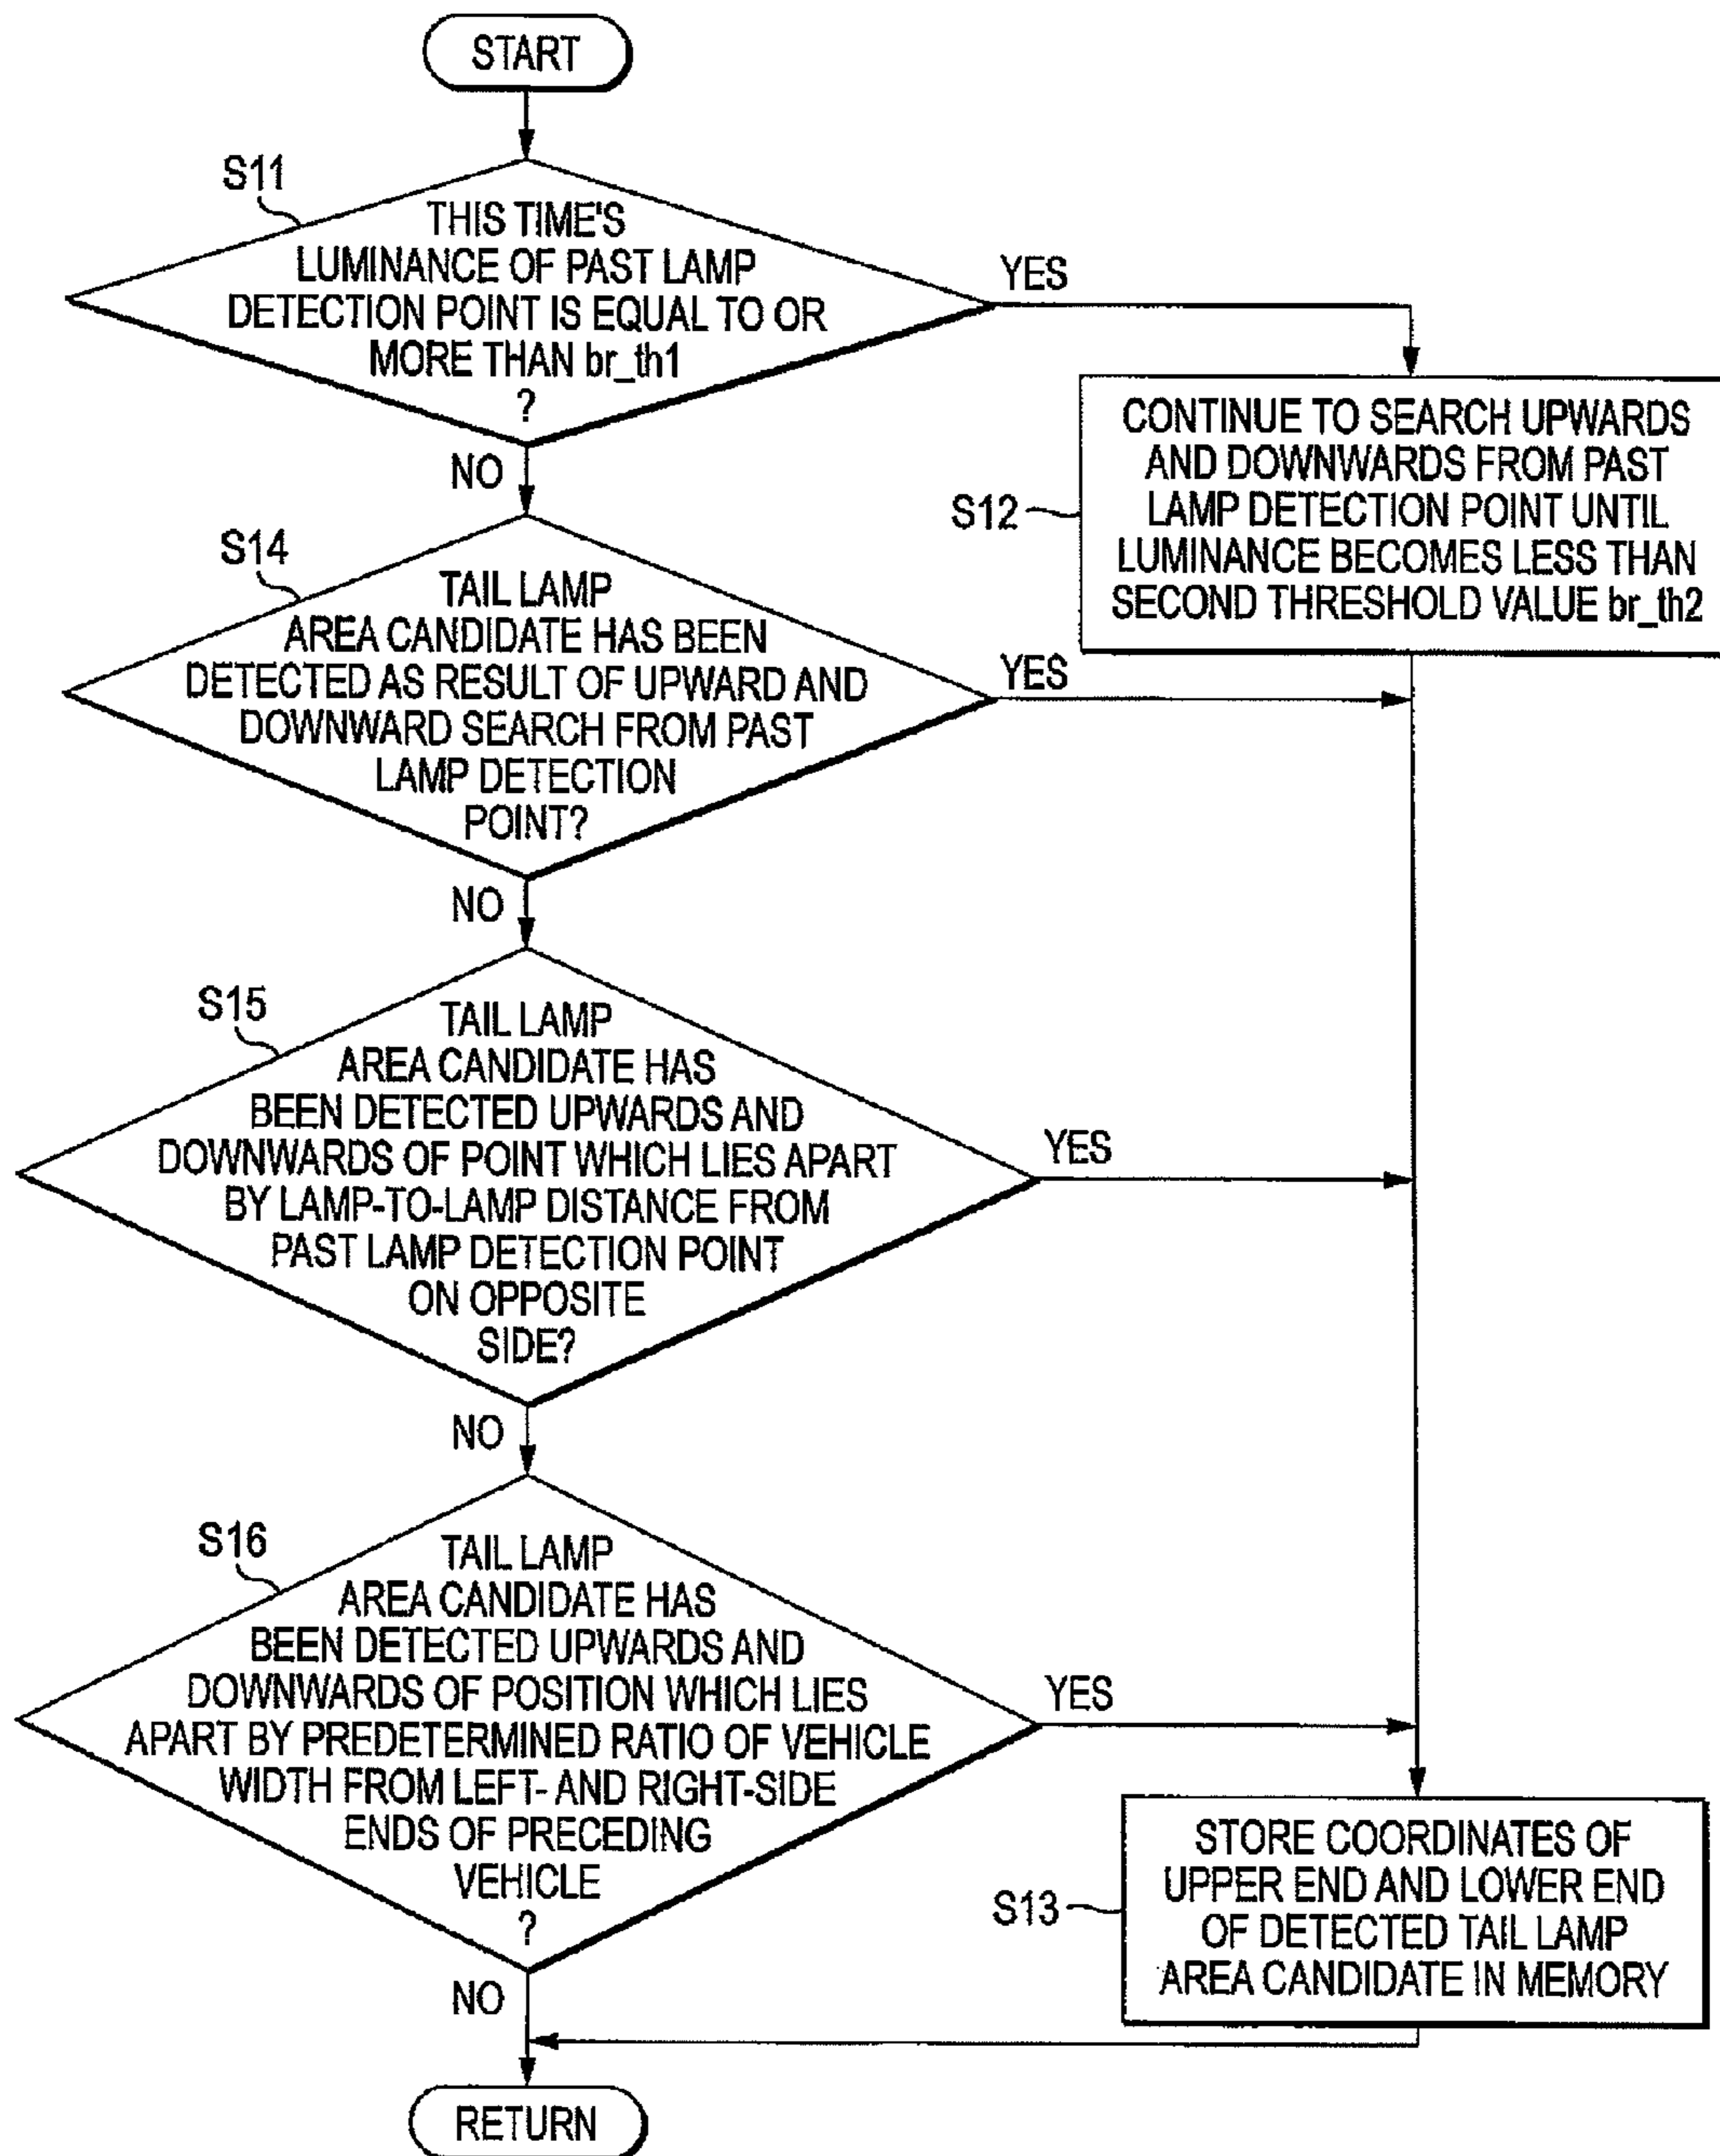 START
S11
THIS TIME'S
LUMINANCE OF PAST LAMP
DETECTION POINT IS EQUAL TO OR
MORE THAN br_th1
?
YES
NO
S12
CONTINUE TO SEARCH UPWARDS
AND DOWNWARDS FROM PAST
LAMP DETECTION POINT UNTIL
LUMINANCE BECOMES LESS THAN
SECOND THRESHOLD VALUE br_th2
S14
TAIL LAMP
AREA CANDIDATE HAS BEEN
DETECTED AS RESULT OF UPWARD AND
DOWNWARD SEARCH FROM PAST
LAMP DETECTION
POINT?
YES
NO
S15
TAIL LAMP
AREA CANDIDATE HAS
BEEN DETECTED UPWARDS AND
DOWNWARDS OF POINT WHICH LIES APART
BY LAMP-TO-LAMP DISTANCE FROM
PAST LAMP DETECTION POINT
ON OPPOSITE
SIDE?
YES
NO
S16
TAIL LAMP
AREA CANDIDATE HAS
BEEN DETECTED UPWARDS AND
DOWNWARDS OF POSITION WHICH LIES
APART BY PREDETERMINED RATIO OF VEHICLE
WIDTH FROM LEFT- AND RIGHT-SIDE
ENDS OF PRECEDING
VEHICLE
?
YES
NO
S13
STORE COORDINATES OF
UPPER END AND LOWER END
OF DETECTED TAIL LAMP
AREA CANDIDATE IN MEMORY
RETURN